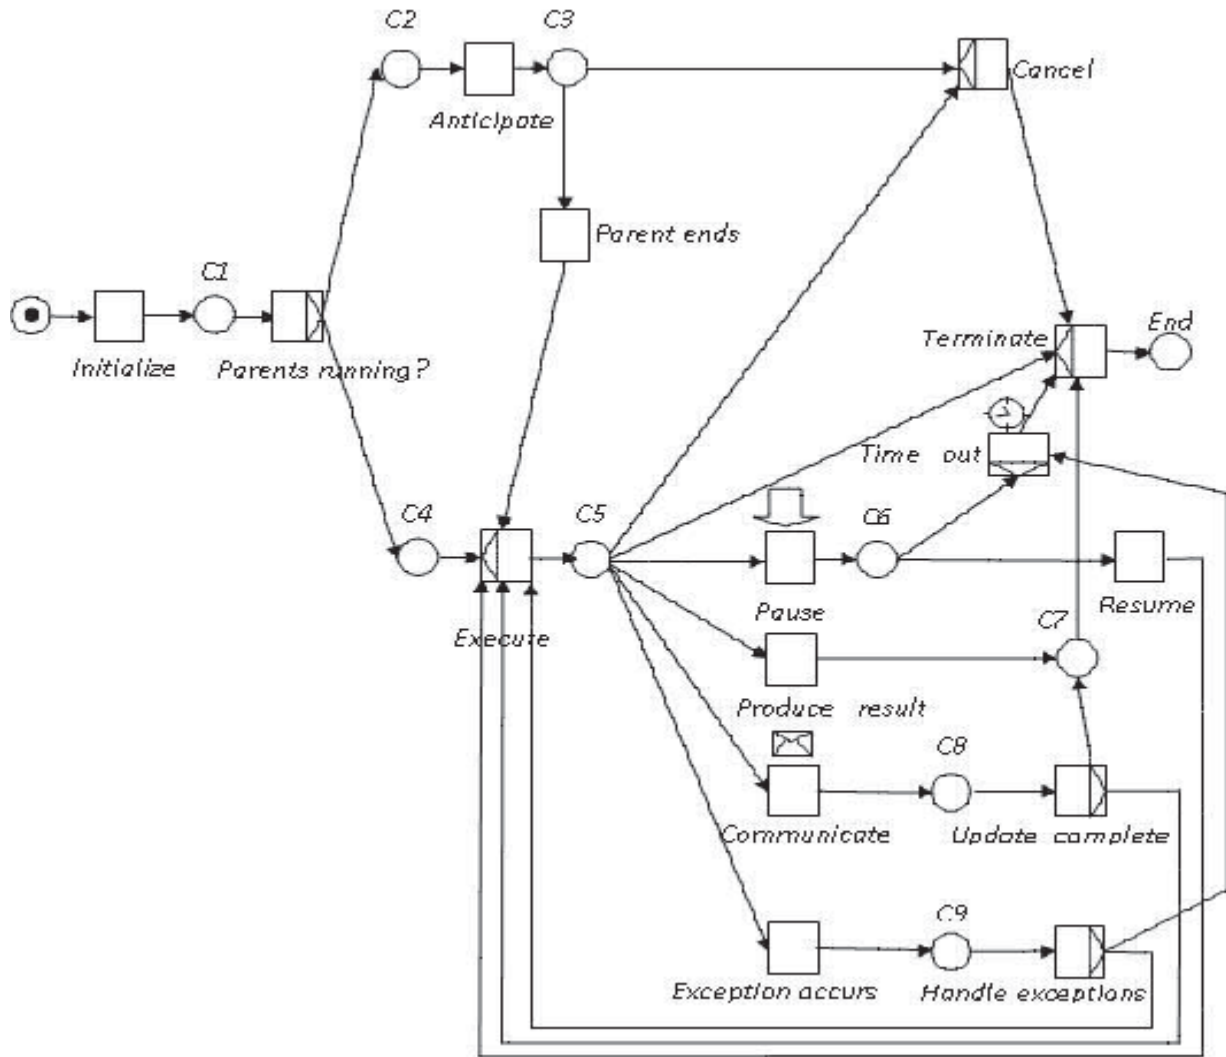 C2
C3
Cancel
Anticipate
Parent ends
C1
End
Terminate
Initialize
Parents running?
Time out
C4
C5
C6
Pause
Resume
C7
Execute
Produce result
C8
Communicate
Update complete
C9
Exception accurs
Handle exceptions